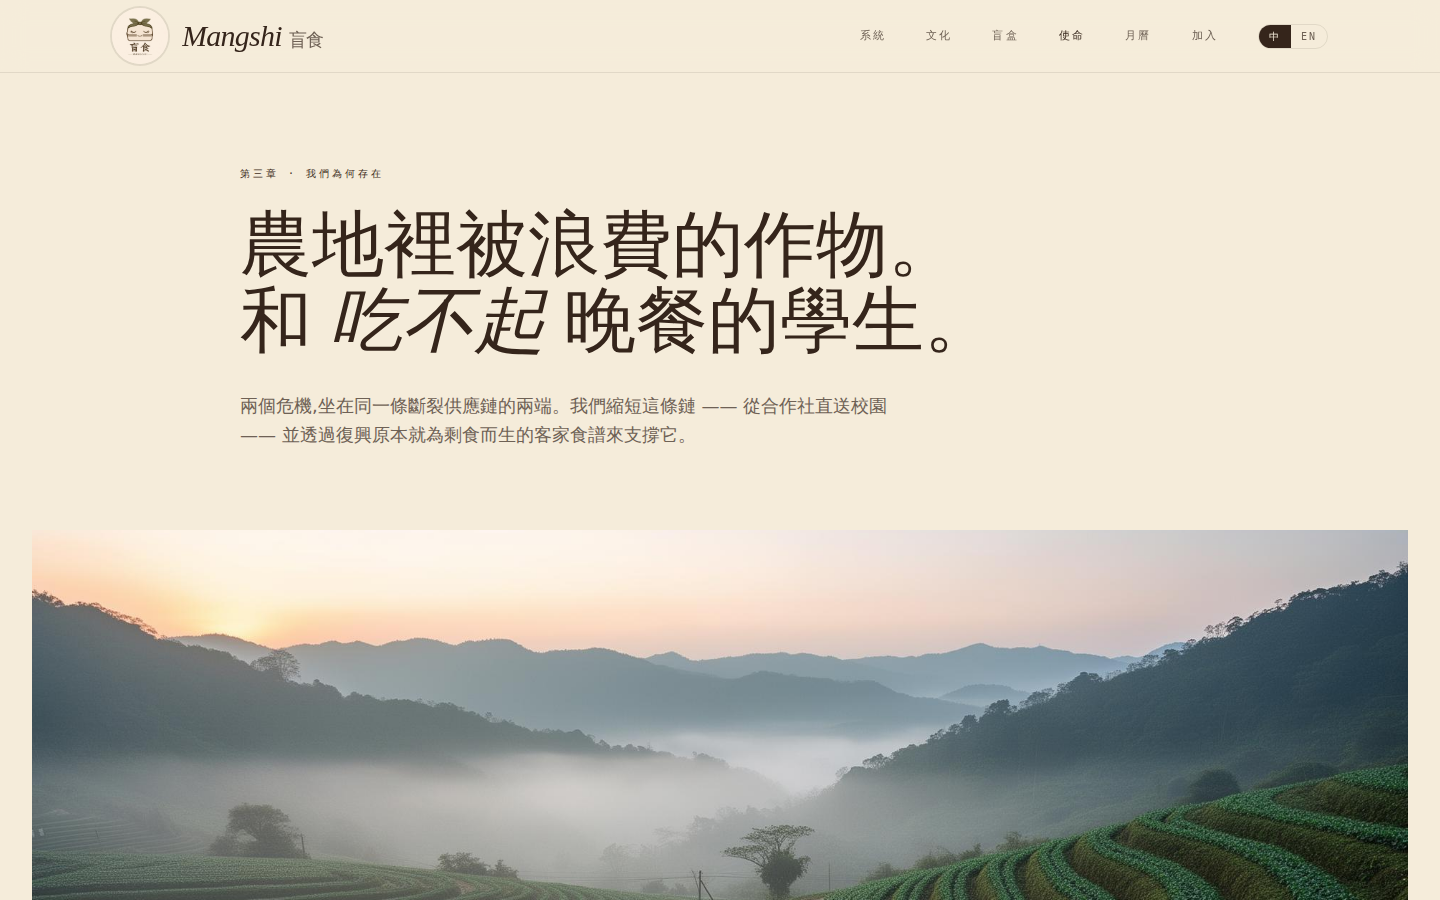 盲食
Mangshi 盲食
系統 文化 盲盒 使命 月曆 加入 中 EN
第三章 · 我們為何存在
農地裡被浪費的作物。
和 吃不起 晚餐的學生。
兩個危機,坐在同一條斷裂供應鏈的兩端。我們縮短這條鏈 —— 從合作社直送校園
—— 並透過復興原本就為剩食而生的客家食譜來支撐它。